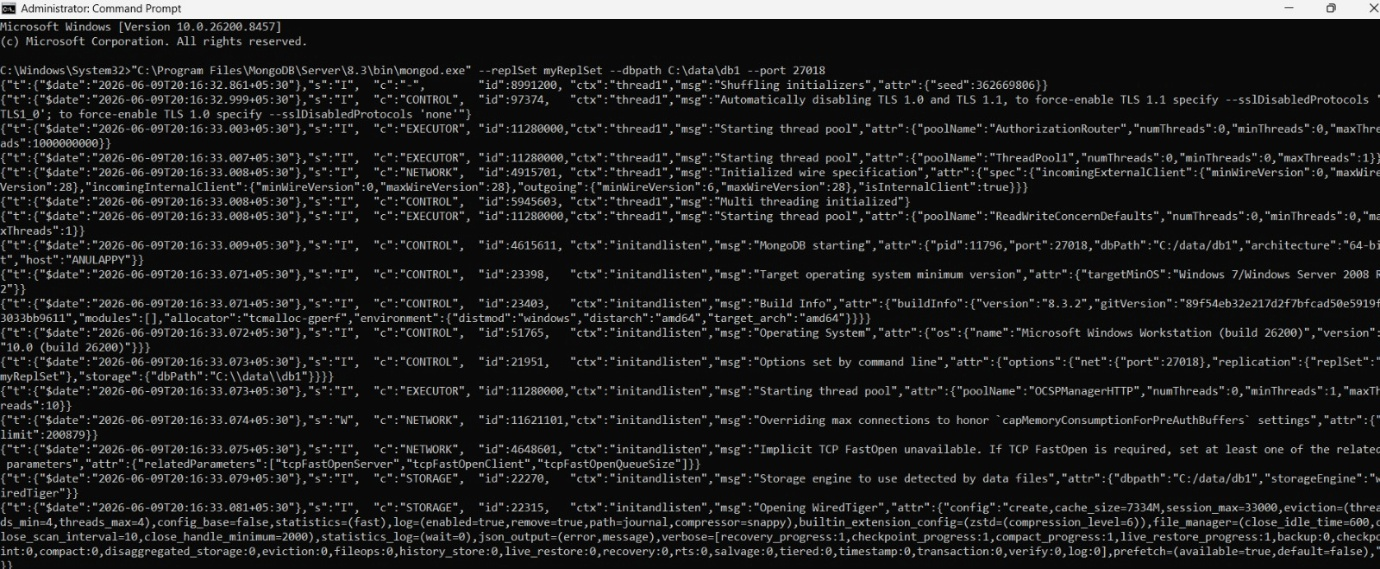 Administrator: Command Prompt
Microsoft Windows [Version 10.0.26200.8457]
(c) Microsoft Corporation. All rights reserved.
C:\Windows\System32>"C:\Program Files\MongoDB\Server\8.3\bin\mongod.exe" --replSet myReplSet --dbpath C:\data\db1 --port 27018
{"t":{"$date":"2026-06-09T20:16:32.861+05:30"},"s":"I",  "c":"-",        "id":8991200, "ctx":"thread1","msg":"Shuffling initializers","attr":{"seed":362669806}}
{"t":{"$date":"2026-06-09T20:16:32.999+05:30"},"s":"I",  "c":"CONTROL",  "id":97374,   "ctx":"thread1","msg":"Automatically disabling TLS 1.0 and TLS 1.1, to force-enable TLS 1.1 specify --sslDisabledProtocols '
TLS1_0'; to force-enable TLS 1.0 specify --sslDisabledProtocols 'none'"}
{"t":{"$date":"2026-06-09T20:16:33.003+05:30"},"s":"I",  "c":"EXECUTOR", "id":11280000,"ctx":"thread1","msg":"Starting thread pool","attr":{"poolName":"AuthorizationRouter","numThreads":0,"minThreads":0,"maxThre
ads":1000000000}}
{"t":{"$date":"2026-06-09T20:16:33.007+05:30"},"s":"I",  "c":"EXECUTOR", "id":11280000,"ctx":"thread1","msg":"Starting thread pool","attr":{"poolName":"ThreadPool1","numThreads":0,"minThreads":0,"maxThreads":1}}
{"t":{"$date":"2026-06-09T20:16:33.008+05:30"},"s":"I",  "c":"NETWORK",  "id":4915701, "ctx":"thread1","msg":"Initialized wire specification","attr":{"spec":{"incomingExternalClient":{"minWireVersion":0,"maxWire
Version":28},"incomingInternalClient":{"minWireVersion":0,"maxWireVersion":28},"outgoing":{"minWireVersion":6,"maxWireVersion":28},"isInternalClient":true}}}
{"t":{"$date":"2026-06-09T20:16:33.008+05:30"},"s":"I",  "c":"CONTROL",  "id":5945603, "ctx":"thread1","msg":"Multi threading initialized"}
{"t":{"$date":"2026-06-09T20:16:33.008+05:30"},"s":"I",  "c":"EXECUTOR", "id":11280000,"ctx":"thread1","msg":"Starting thread pool","attr":{"poolName":"ReadWriteConcernDefaults","numThreads":0,"minThreads":0,"ma
xThreads":1}}
{"t":{"$date":"2026-06-09T20:16:33.009+05:30"},"s":"I",  "c":"CONTROL",  "id":4615611, "ctx":"initandlisten","msg":"MongoDB starting","attr":{"pid":11796,"port":27018,"dbPath":"C:/data/db1","architecture":"64-bi
t","host":"ANULAPPY"}}
{"t":{"$date":"2026-06-09T20:16:33.071+05:30"},"s":"I",  "c":"CONTROL",  "id":23398,   "ctx":"initandlisten","msg":"Target operating system minimum version","attr":{"targetMinOS":"Windows 7/Windows Server 2008 R
2"}}
{"t":{"$date":"2026-06-09T20:16:33.071+05:30"},"s":"I",  "c":"CONTROL",  "id":23403,   "ctx":"initandlisten","msg":"Build Info","attr":{"buildInfo":{"version":"8.3.2","gitVersion":"89f54eb32e217d2f7bfcad50e5919f
3033bb9611","modules":[],"allocator":"tcmalloc-gperf","environment":{"distmod":"windows","distarch":"amd64","target_arch":"amd64"}}}}
{"t":{"$date":"2026-06-09T20:16:33.072+05:30"},"s":"I",  "c":"CONTROL",  "id":51765,   "ctx":"initandlisten","msg":"Operating System","attr":{"os":{"name":"Microsoft Windows Workstation (build 26200)","version":
"10.0 (build 26200)"}}}
{"t":{"$date":"2026-06-09T20:16:33.073+05:30"},"s":"I",  "c":"CONTROL",  "id":21951,   "ctx":"initandlisten","msg":"Options set by command line","attr":{"options":{"net":{"port":27018},"replication":{"replSet":"
myReplSet"},"storage":{"dbPath":"C:\\data\\db1"}}}}
{"t":{"$date":"2026-06-09T20:16:33.073+05:30"},"s":"I",  "c":"EXECUTOR", "id":11280000,"ctx":"initandlisten","msg":"Starting thread pool","attr":{"poolName":"OCSPManagerHTTP","numThreads":0,"minThreads":1,"maxTh
reads":10}}
{"t":{"$date":"2026-06-09T20:16:33.074+05:30"},"s":"W",  "c":"NETWORK",  "id":11621101,"ctx":"initandlisten","msg":"Overriding max connections to honor `capMemoryConsumptionForPreAuthBuffers` settings","attr":{"
limit":200879}}
{"t":{"$date":"2026-06-09T20:16:33.075+05:30"},"s":"I",  "c":"NETWORK",  "id":4648601, "ctx":"initandlisten","msg":"Implicit TCP FastOpen unavailable. If TCP FastOpen is required, set at least one of the related
 parameters","attr":{"relatedParameters":["tcpFastOpenServer","tcpFastOpenClient","tcpFastOpenQueueSize"]}}
{"t":{"$date":"2026-06-09T20:16:33.079+05:30"},"s":"I",  "c":"STORAGE",  "id":22270,   "ctx":"initandlisten","msg":"Storage engine to use detected by data files","attr":{"dbpath":"C:/data/db1","storageEngine":"w
iredTiger"}}
{"t":{"$date":"2026-06-09T20:16:33.081+05:30"},"s":"I",  "c":"STORAGE",  "id":22315,   "ctx":"initandlisten","msg":"Opening WiredTiger","attr":{"config":"create,cache_size=7334M,session_max=33000,eviction=(threa
ds_min=4,threads_max=4),config_base=false,statistics=(fast),log=(enabled=true,remove=true,path=journal,compressor=snappy),builtin_extension_config=(zstd=(compression_level=6)),file_manager=(close_idle_time=600,c
lose_scan_interval=10,close_handle_minimum=2000),statistics_log=(wait=0),json_output=(error,message),verbose=[recovery_progress:1,checkpoint_progress:1,compact_progress:1,live_restore_progress:1,backup:0,checkpo
int:0,compact:0,disaggregated_storage:0,eviction:0,fileops:0,history_store:0,live_restore:0,recovery:0,rts:0,salvage:0,tiered:0,timestamp:0,transaction:0,verify:0,log:0],prefetch=(available=true,default=false),"
}}